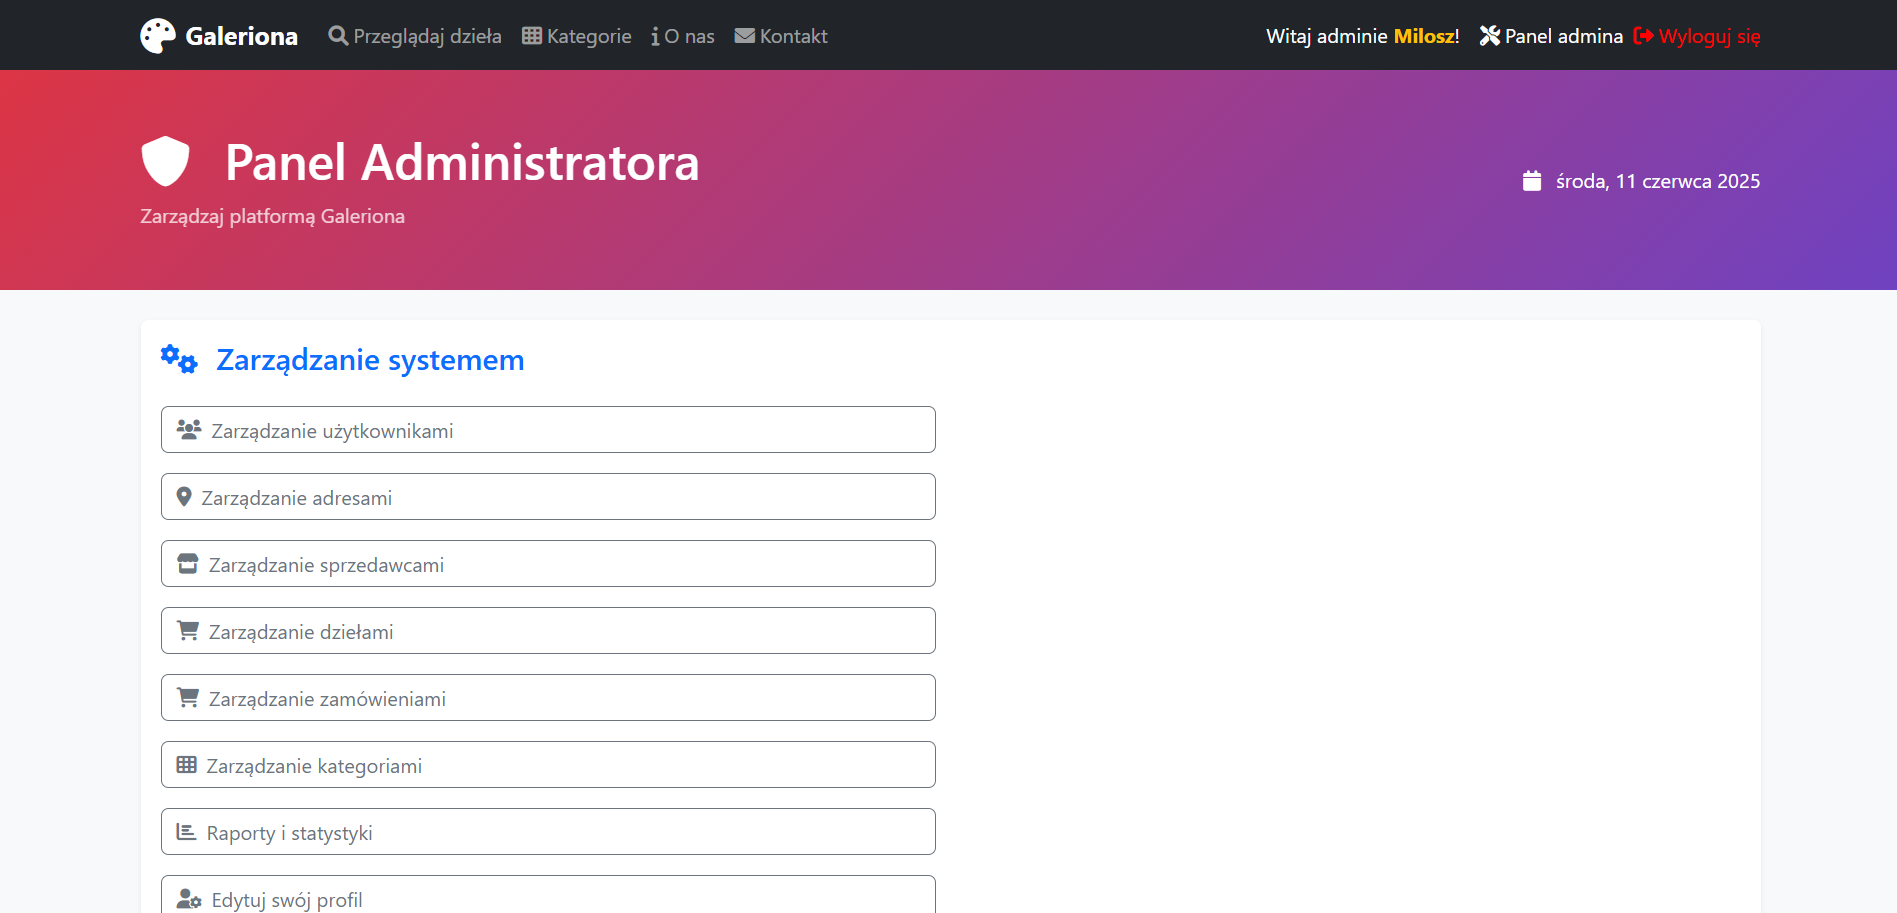 Galeriona Przeglądaj dzieła Kategorie O nas Kontakt Witaj adminie Milosz! Panel admina Wyloguj się
Panel Administratora
środa, 11 czerwca 2025
Zarządzaj platformą Galeriona
Zarządzanie systemem
Zarządzanie użytkownikami
Zarządzanie adresami
Zarządzanie sprzedawcami
Zarządzanie dziełami
Zarządzanie zamówieniami
Zarządzanie kategoriami
Raporty i statystyki
Edytuj swój profil